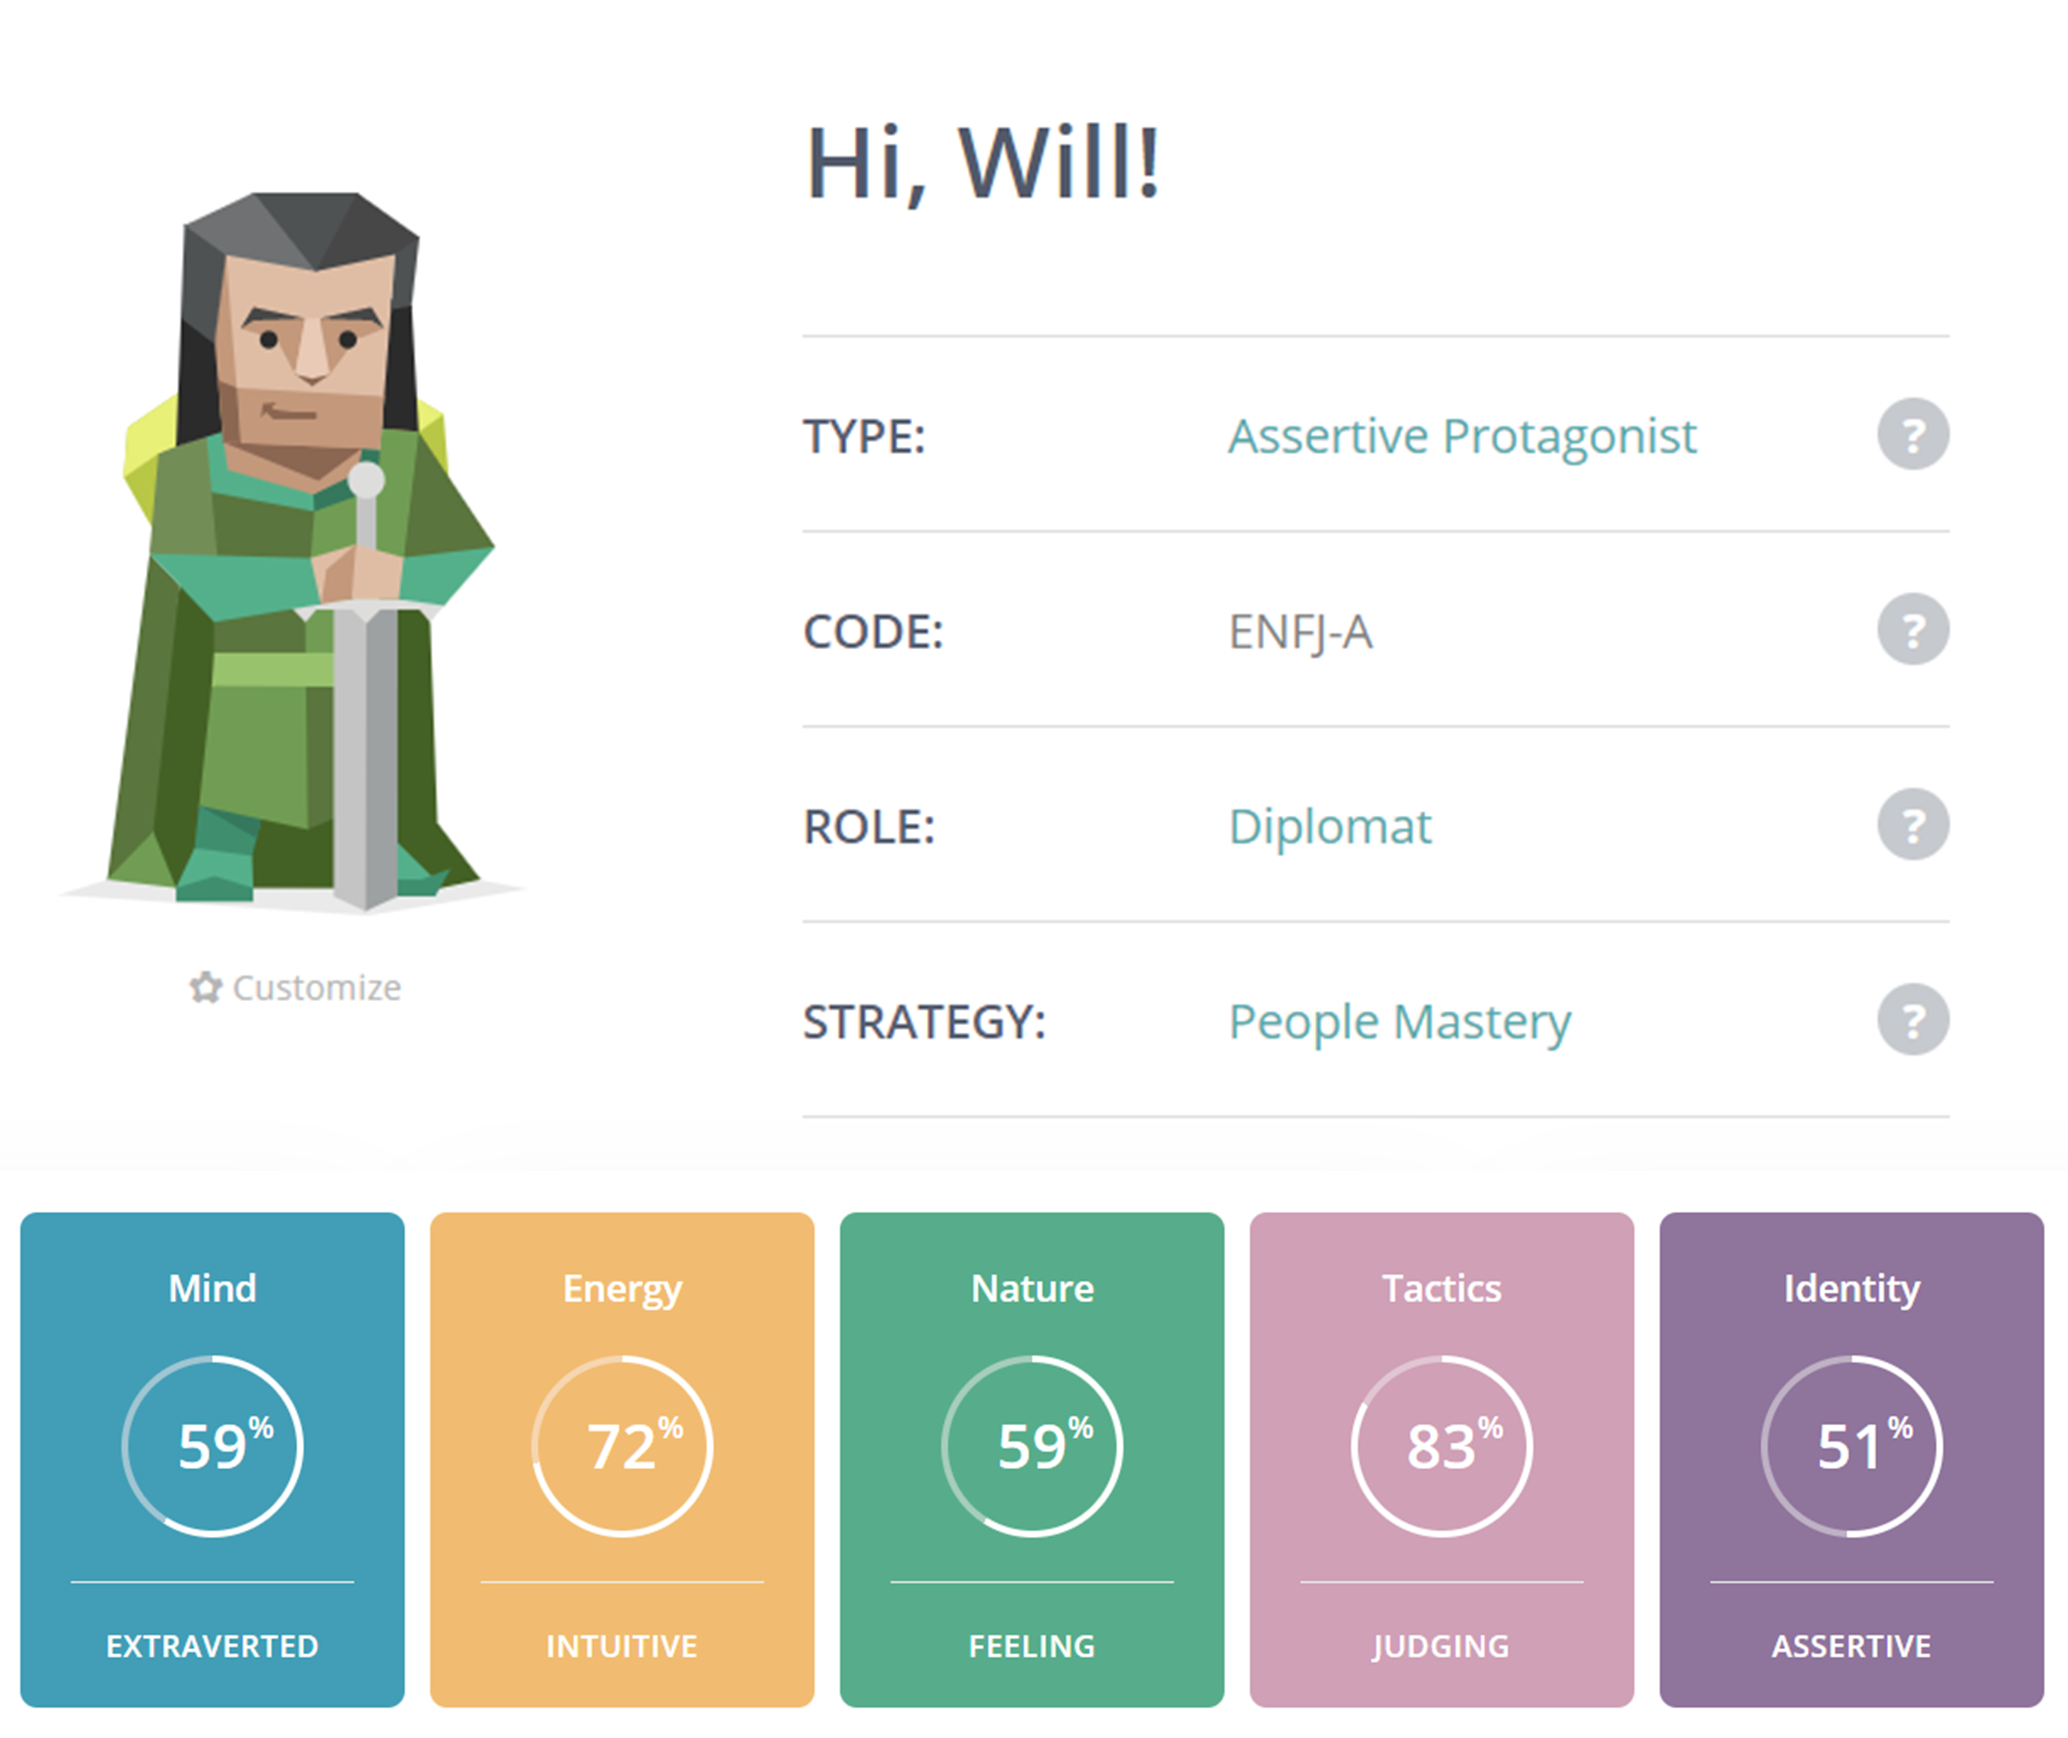 Hi, Will!
TYPE: Assertive Protagonist ?
CODE: ENFJ-A ?
ROLE: Diplomat ?
STRATEGY: People Mastery ?
Customize
Mind Energy Nature Tactics Identity
59% 72% 59% 83% 51%
EXTRAVERTED INTUITIVE FEELING JUDGING ASSERTIVE